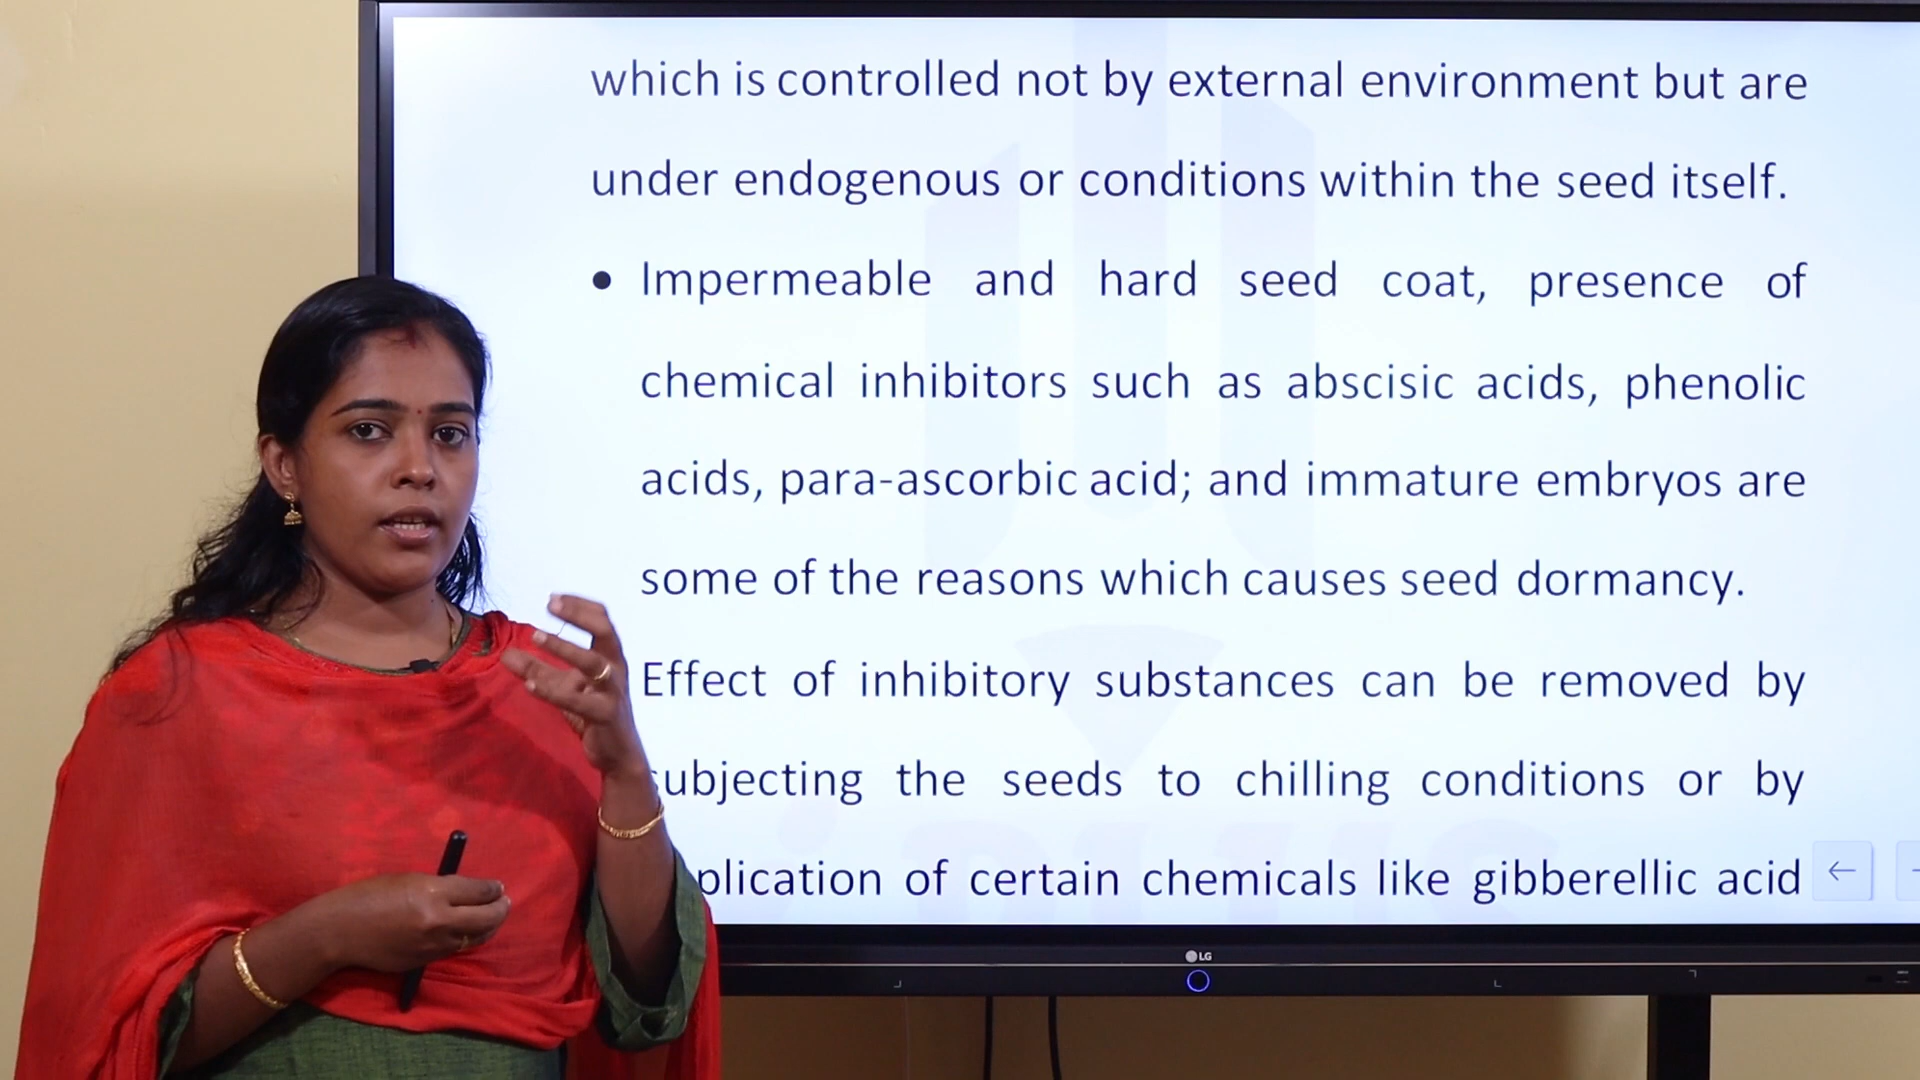 which is controlled not by external environment but are
under endogenous or conditions within the seed itself.
• Impermeable and hard seed coat, presence of
chemical inhibitors such as abscisic acids, phenolic
acids, para-ascorbic acid; and immature embryos are
some of the reasons which causes seed dormancy.
Effect of inhibitory substances can be removed by
subjecting the seeds to chilling conditions or by
plication of certain chemicals like gibberellic acid
LG